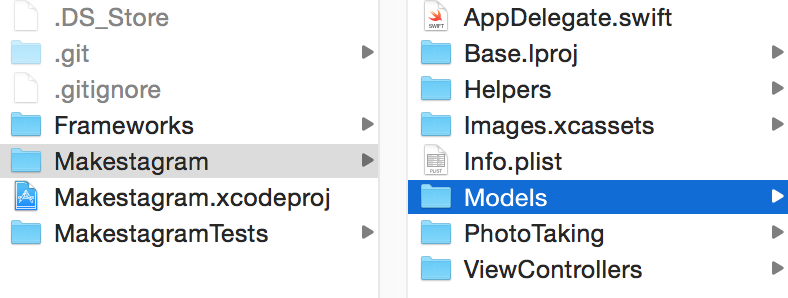 .DS_Store
.git
.gitignore
Frameworks
Makestagram
Makestagram.xcodeproj
MakestagramTests
AppDelegate.swift
Base.lproj
Helpers
Images.xcassets
Info.plist
Models
PhotoTaking
ViewControllers
SWIFT
PLIST